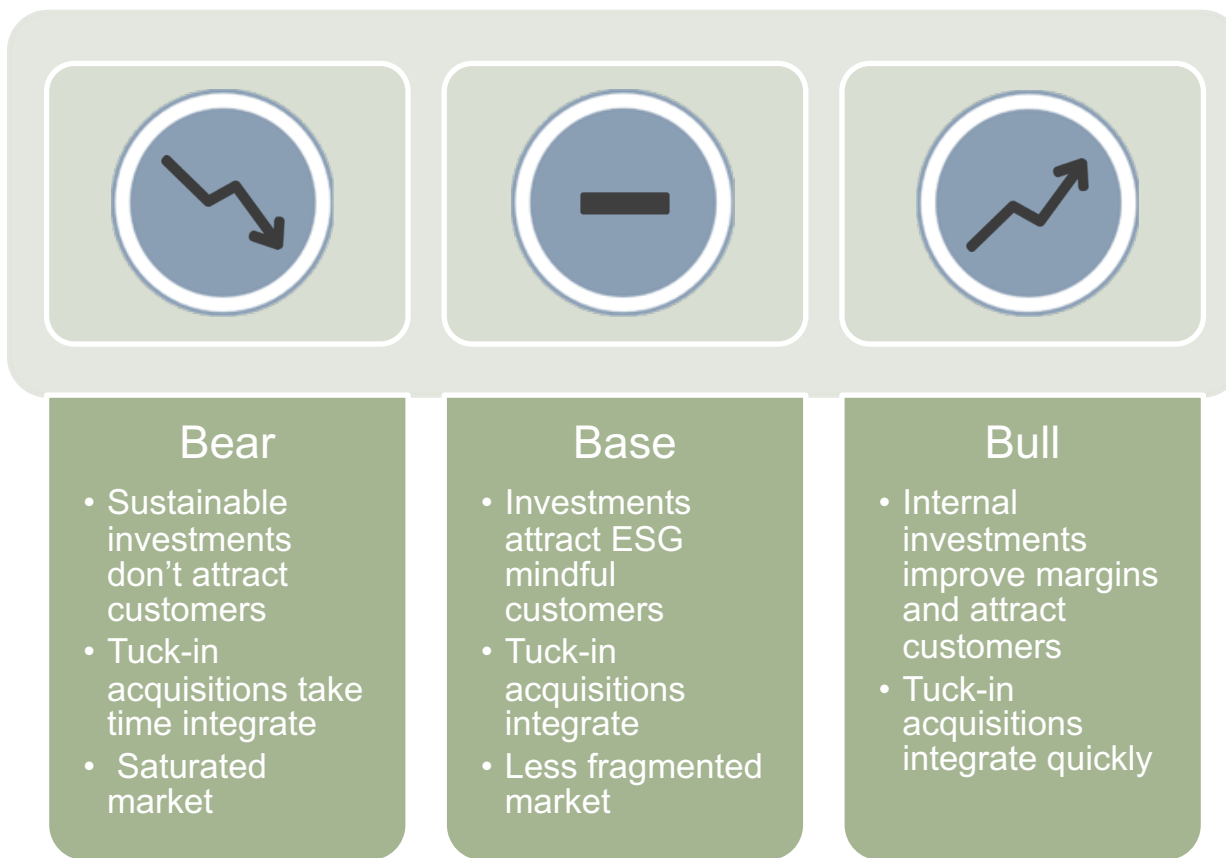 Bear
• Sustainable
investments
don’t attract
customers
• Tuck-in
acquisitions take
time integrate
• Saturated
market
Base
• Investments
attract ESG
mindful
customers
• Tuck-in
acquisitions
integrate
• Less fragmented
market
Bull
• Internal
investments
improve margins
and attract
customers
• Tuck-in
acquisitions
integrate quickly